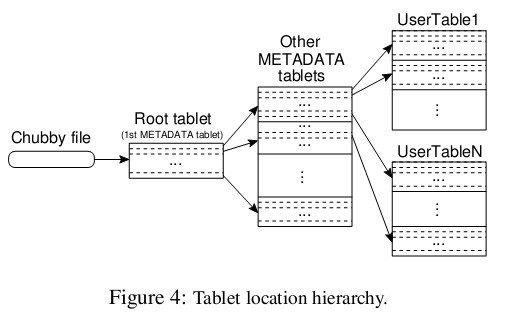 Chubby file
Root tablet
(1st METADATA tablet)
...
Other
METADATA
tablets
...
...
...
⋮
...
UserTable1
...
...
⋮
UserTableN
...
⋮
...
Figure 4: Tablet location hierarchy.